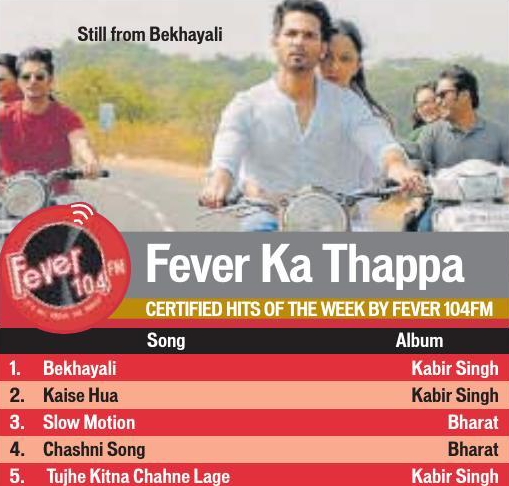 Still from Bekhayali
Fever
104 FM
Fever Ka Thappa
CERTIFIED HITS OF THE WEEK BY FEVER 104FM
Song Album
1. Bekhayali Kabir Singh
2. Kaise Hua Kabir Singh
3. Slow Motion Bharat
4. Chashni Song Bharat
5. Tujhe Kitna Chahne Lage Kabir Singh